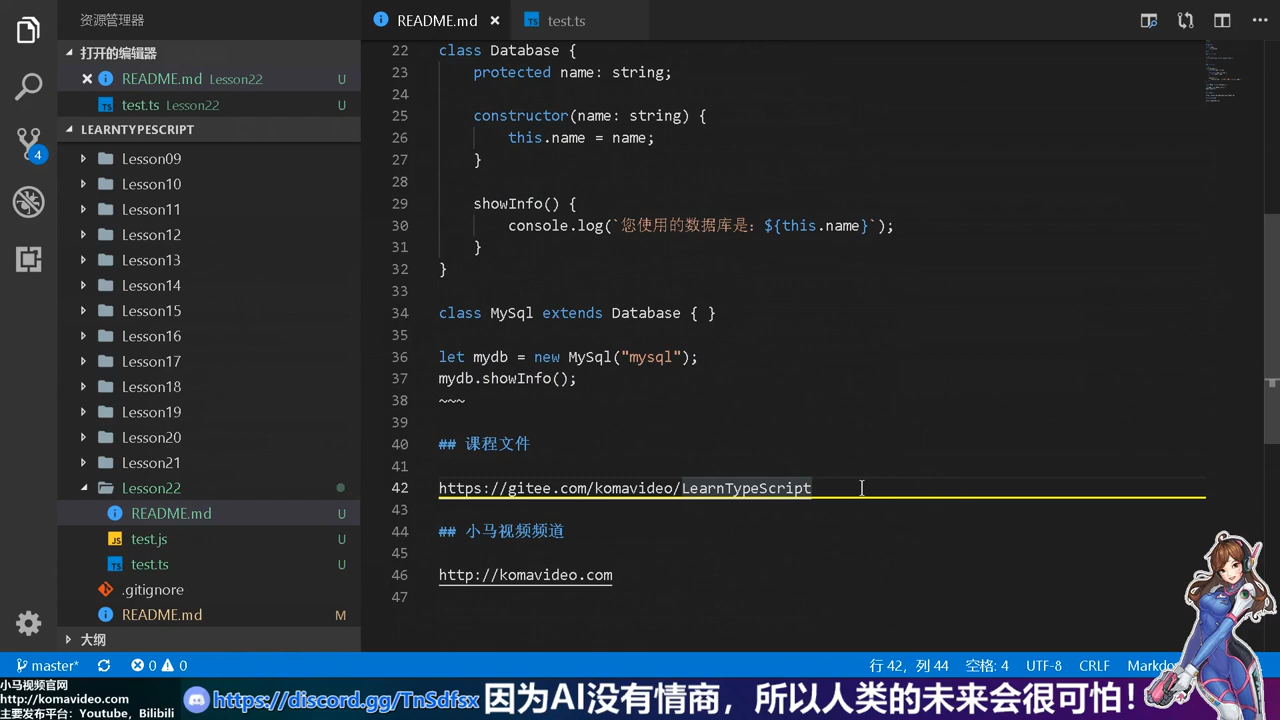 资源管理器
README.md
test.ts
打开的编辑器
README.md Lesson22 U
test.ts Lesson22 U
LEARNTYPESCRIPT
4
Lesson09
Lesson10
Lesson11
Lesson12
Lesson13
Lesson14
Lesson15
Lesson16
Lesson17
Lesson18
Lesson19
Lesson20
Lesson21
Lesson22
README.md U
test.js U
test.ts U
.gitignore
README.md M
大纲
22 class Database {
23 protected name: string;
24
25 constructor(name: string) {
26 this.name = name;
27 }
28
29 showInfo() {
30 console.log(`您使用的数据库是: ${this.name}`);
31 }
32 }
33
34 class MySql extends Database { }
35
36 let mydb = new MySql("mysql");
37 mydb.showInfo();
38 ~~~
39
40 ## 课程文件
41
42 https://gitee.com/komavideo/LearnTypeScript
43
44 ## 小马视频频道
45
46 http://komavideo.com
47
master* 0 0 行 42，列 44 空格: 4 UTF-8 CRLF
小马视频官网
http://komavideo.com
主要发布平台: Youtube, Bilibili
https://discord.gg/TnSdfsx 因为AI没有情商，所以人类的未来会很可怕！